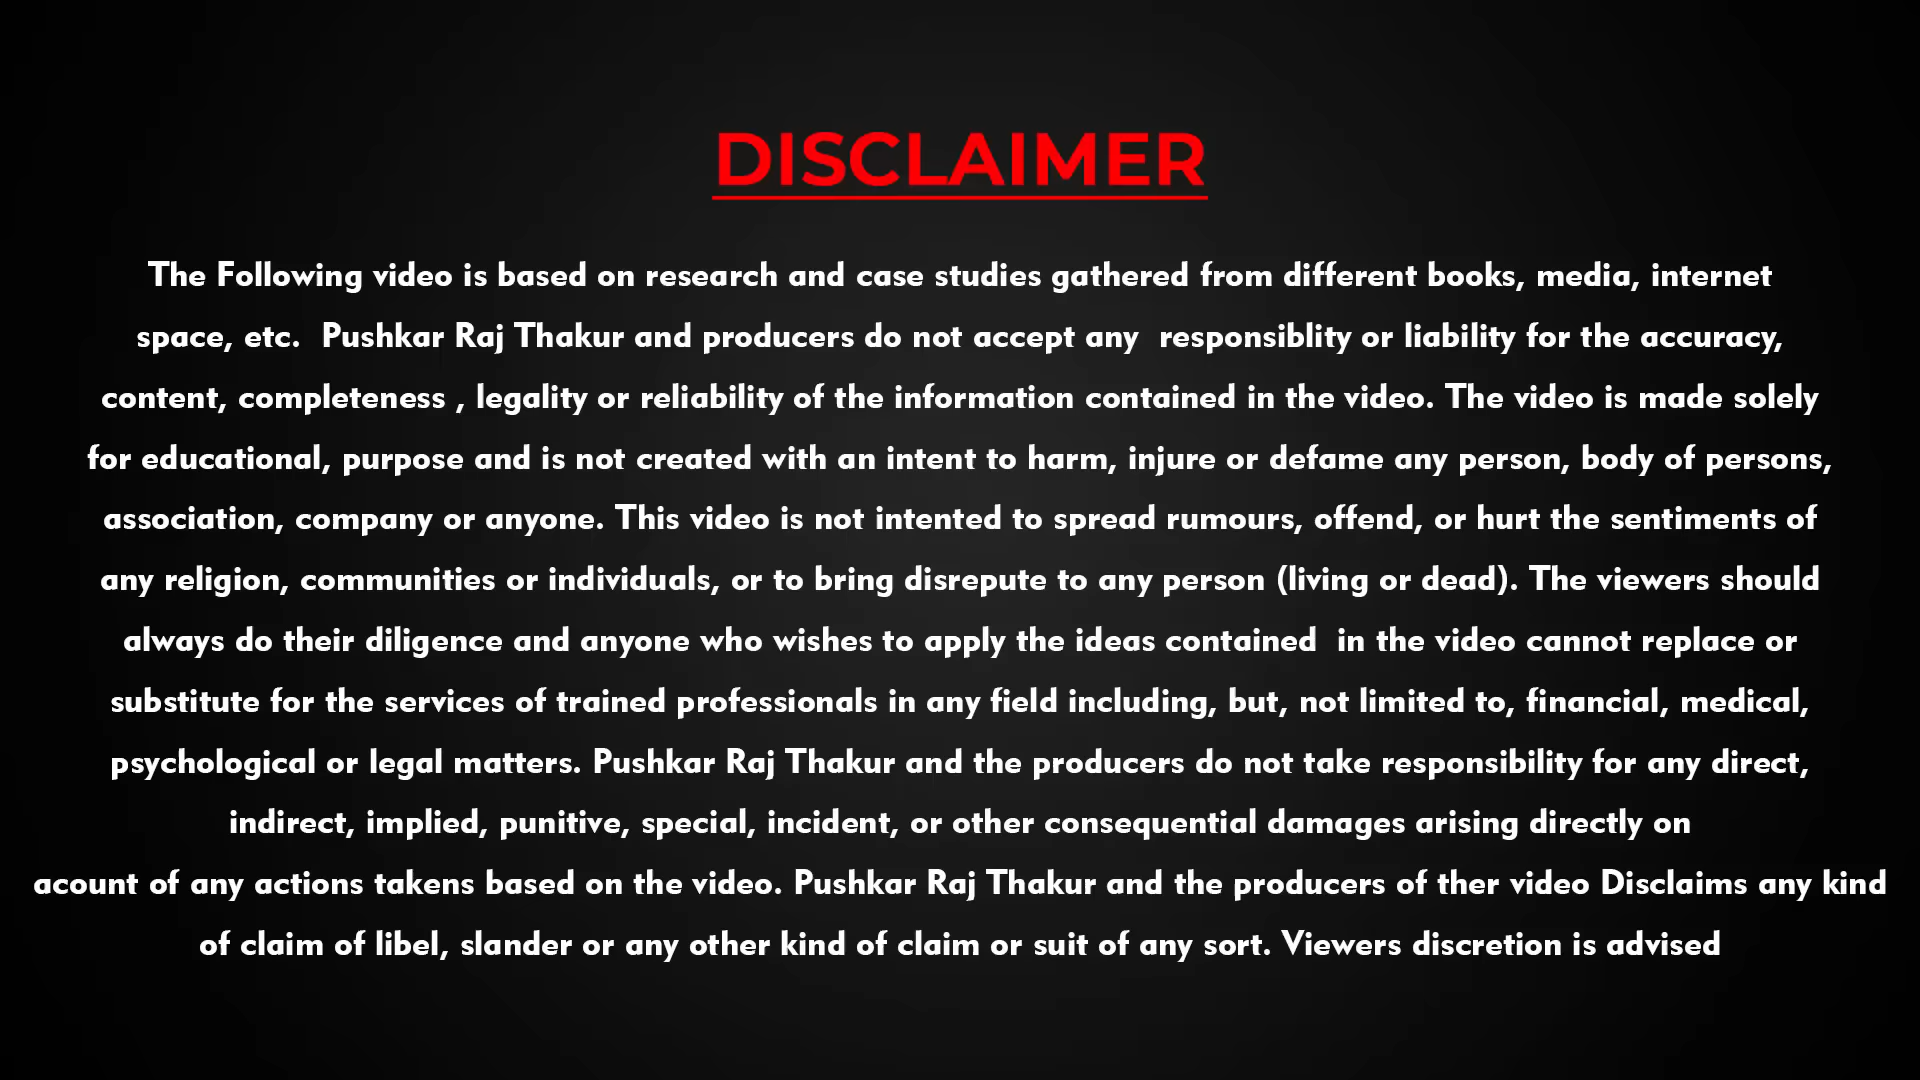 DISCLAIMER
The Following video is based on research and case studies gathered from different books, media, internet
space, etc.  Pushkar Raj Thakur and producers do not accept any  responsiblity or liability for the accuracy,
content, completeness , legality or reliability of the information contained in the video. The video is made solely
for educational, purpose and is not created with an intent to harm, injure or defame any person, body of persons,
association, company or anyone. This video is not intented to spread rumours, offend, or hurt the sentiments of
any religion, communities or individuals, or to bring disrepute to any person (living or dead). The viewers should
always do their diligence and anyone who wishes to apply the ideas contained  in the video cannot replace or
substitute for the services of trained professionals in any field including, but, not limited to, financial, medical,
psychological or legal matters. Pushkar Raj Thakur and the producers do not take responsibility for any direct,
indirect, implied, punitive, special, incident, or other consequential damages arising directly on
acount of any actions takens based on the video. Pushkar Raj Thakur and the producers of ther video Disclaims any kind
of claim of libel, slander or any other kind of claim or suit of any sort. Viewers discretion is advised